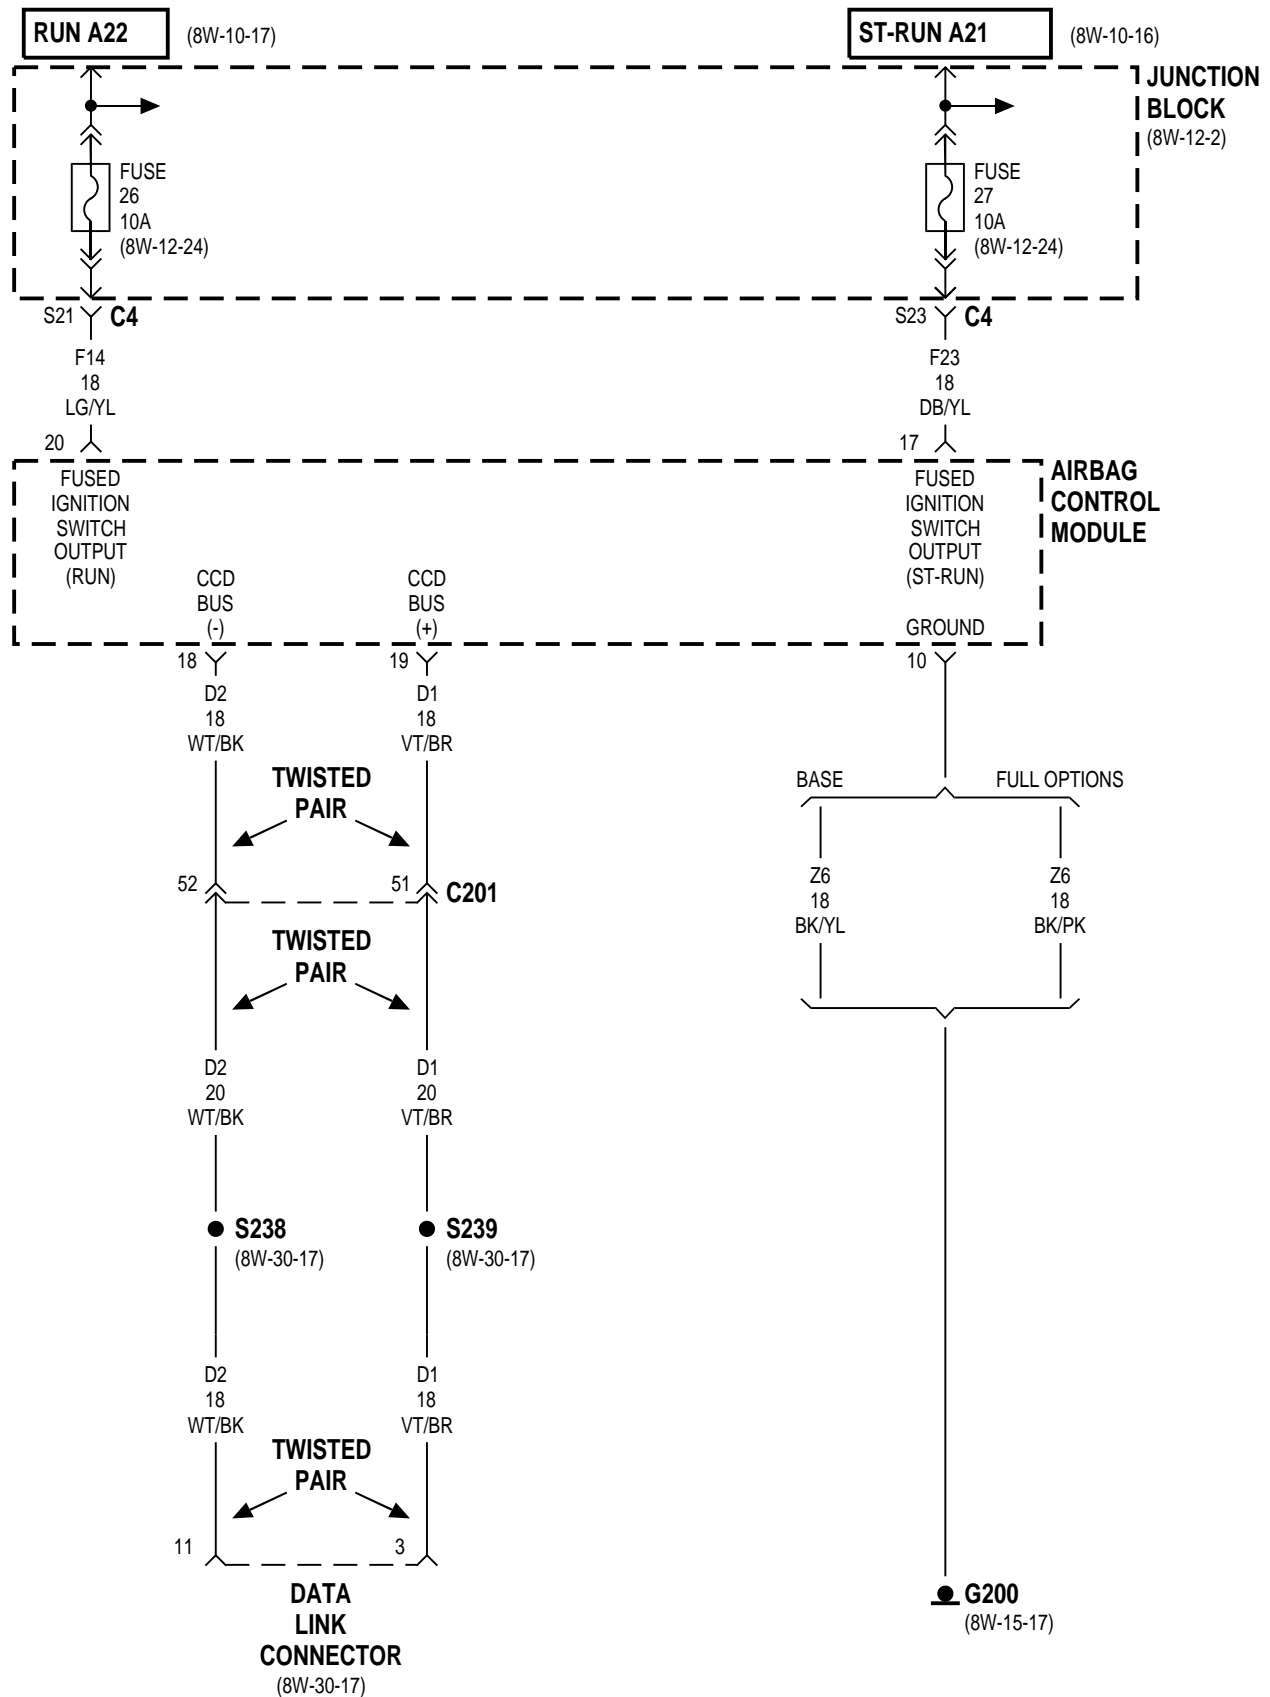 RUN A22
(8W-10-17)
ST-RUN A21
(8W-10-16)
JUNCTION
BLOCK
(8W-12-2)
FUSE
26
10A
(8W-12-24)
FUSE
27
10A
(8W-12-24)
S21
C4
S23
C4
F14
18
LG/YL
F23
18
DB/YL
20
17
AIRBAG
CONTROL
MODULE
FUSED
IGNITION
SWITCH
OUTPUT
(RUN)
FUSED
IGNITION
SWITCH
OUTPUT
(ST-RUN)
CCD
BUS
(-)
CCD
BUS
(+)
GROUND
18
19
10
D2
18
WT/BK
D1
18
VT/BR
TWISTED
PAIR
BASE
FULL OPTIONS
Z6
18
BK/YL
Z6
18
BK/PK
52
51
C201
TWISTED
PAIR
D2
20
WT/BK
D1
20
VT/BR
S238
(8W-30-17)
S239
(8W-30-17)
D2
18
WT/BK
D1
18
VT/BR
TWISTED
PAIR
11
3
DATA
LINK
CONNECTOR
(8W-30-17)
G200
(8W-15-17)